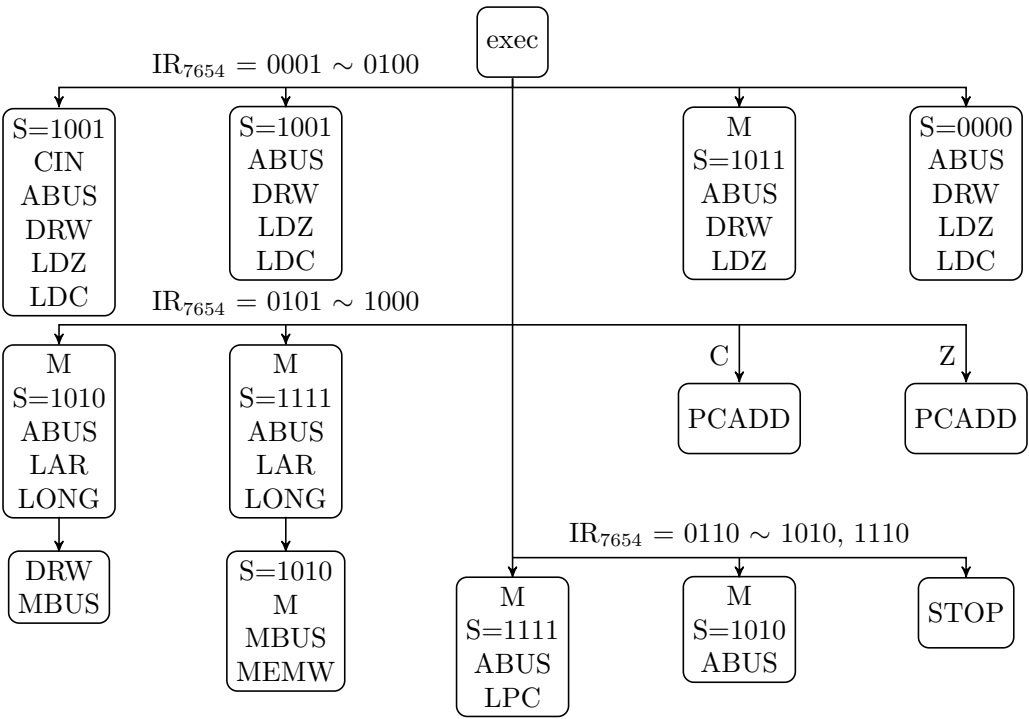 exec
IR7654 = 0001 ∼ 0100
S=1001
CIN
ABUS
DRW
LDZ
LDC
S=1001
ABUS
DRW
LDZ
LDC
M
S=1011
ABUS
DRW
LDZ
S=0000
ABUS
DRW
LDZ
LDC
IR7654 = 0101 ∼ 1000
M
S=1010
ABUS
LAR
LONG
M
S=1111
ABUS
LAR
LONG
C
PCADD
Z
PCADD
DRW
MBUS
S=1010
M
MBUS
MEMW
IR7654 = 0110 ∼ 1010, 1110
M
S=1111
ABUS
LPC
M
S=1010
ABUS
STOP